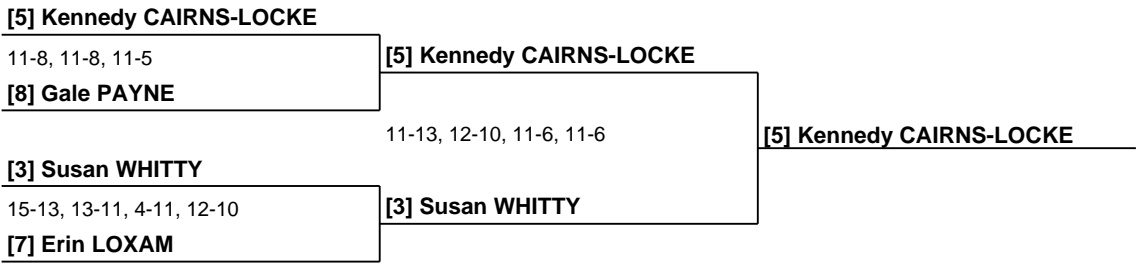 [5] Kennedy CAIRNS-LOCKE
11-8, 11-8, 11-5
[5] Kennedy CAIRNS-LOCKE
[8] Gale PAYNE
11-13, 12-10, 11-6, 11-6
[5] Kennedy CAIRNS-LOCKE
[3] Susan WHITTY
15-13, 13-11, 4-11, 12-10
[3] Susan WHITTY
[7] Erin LOXAM